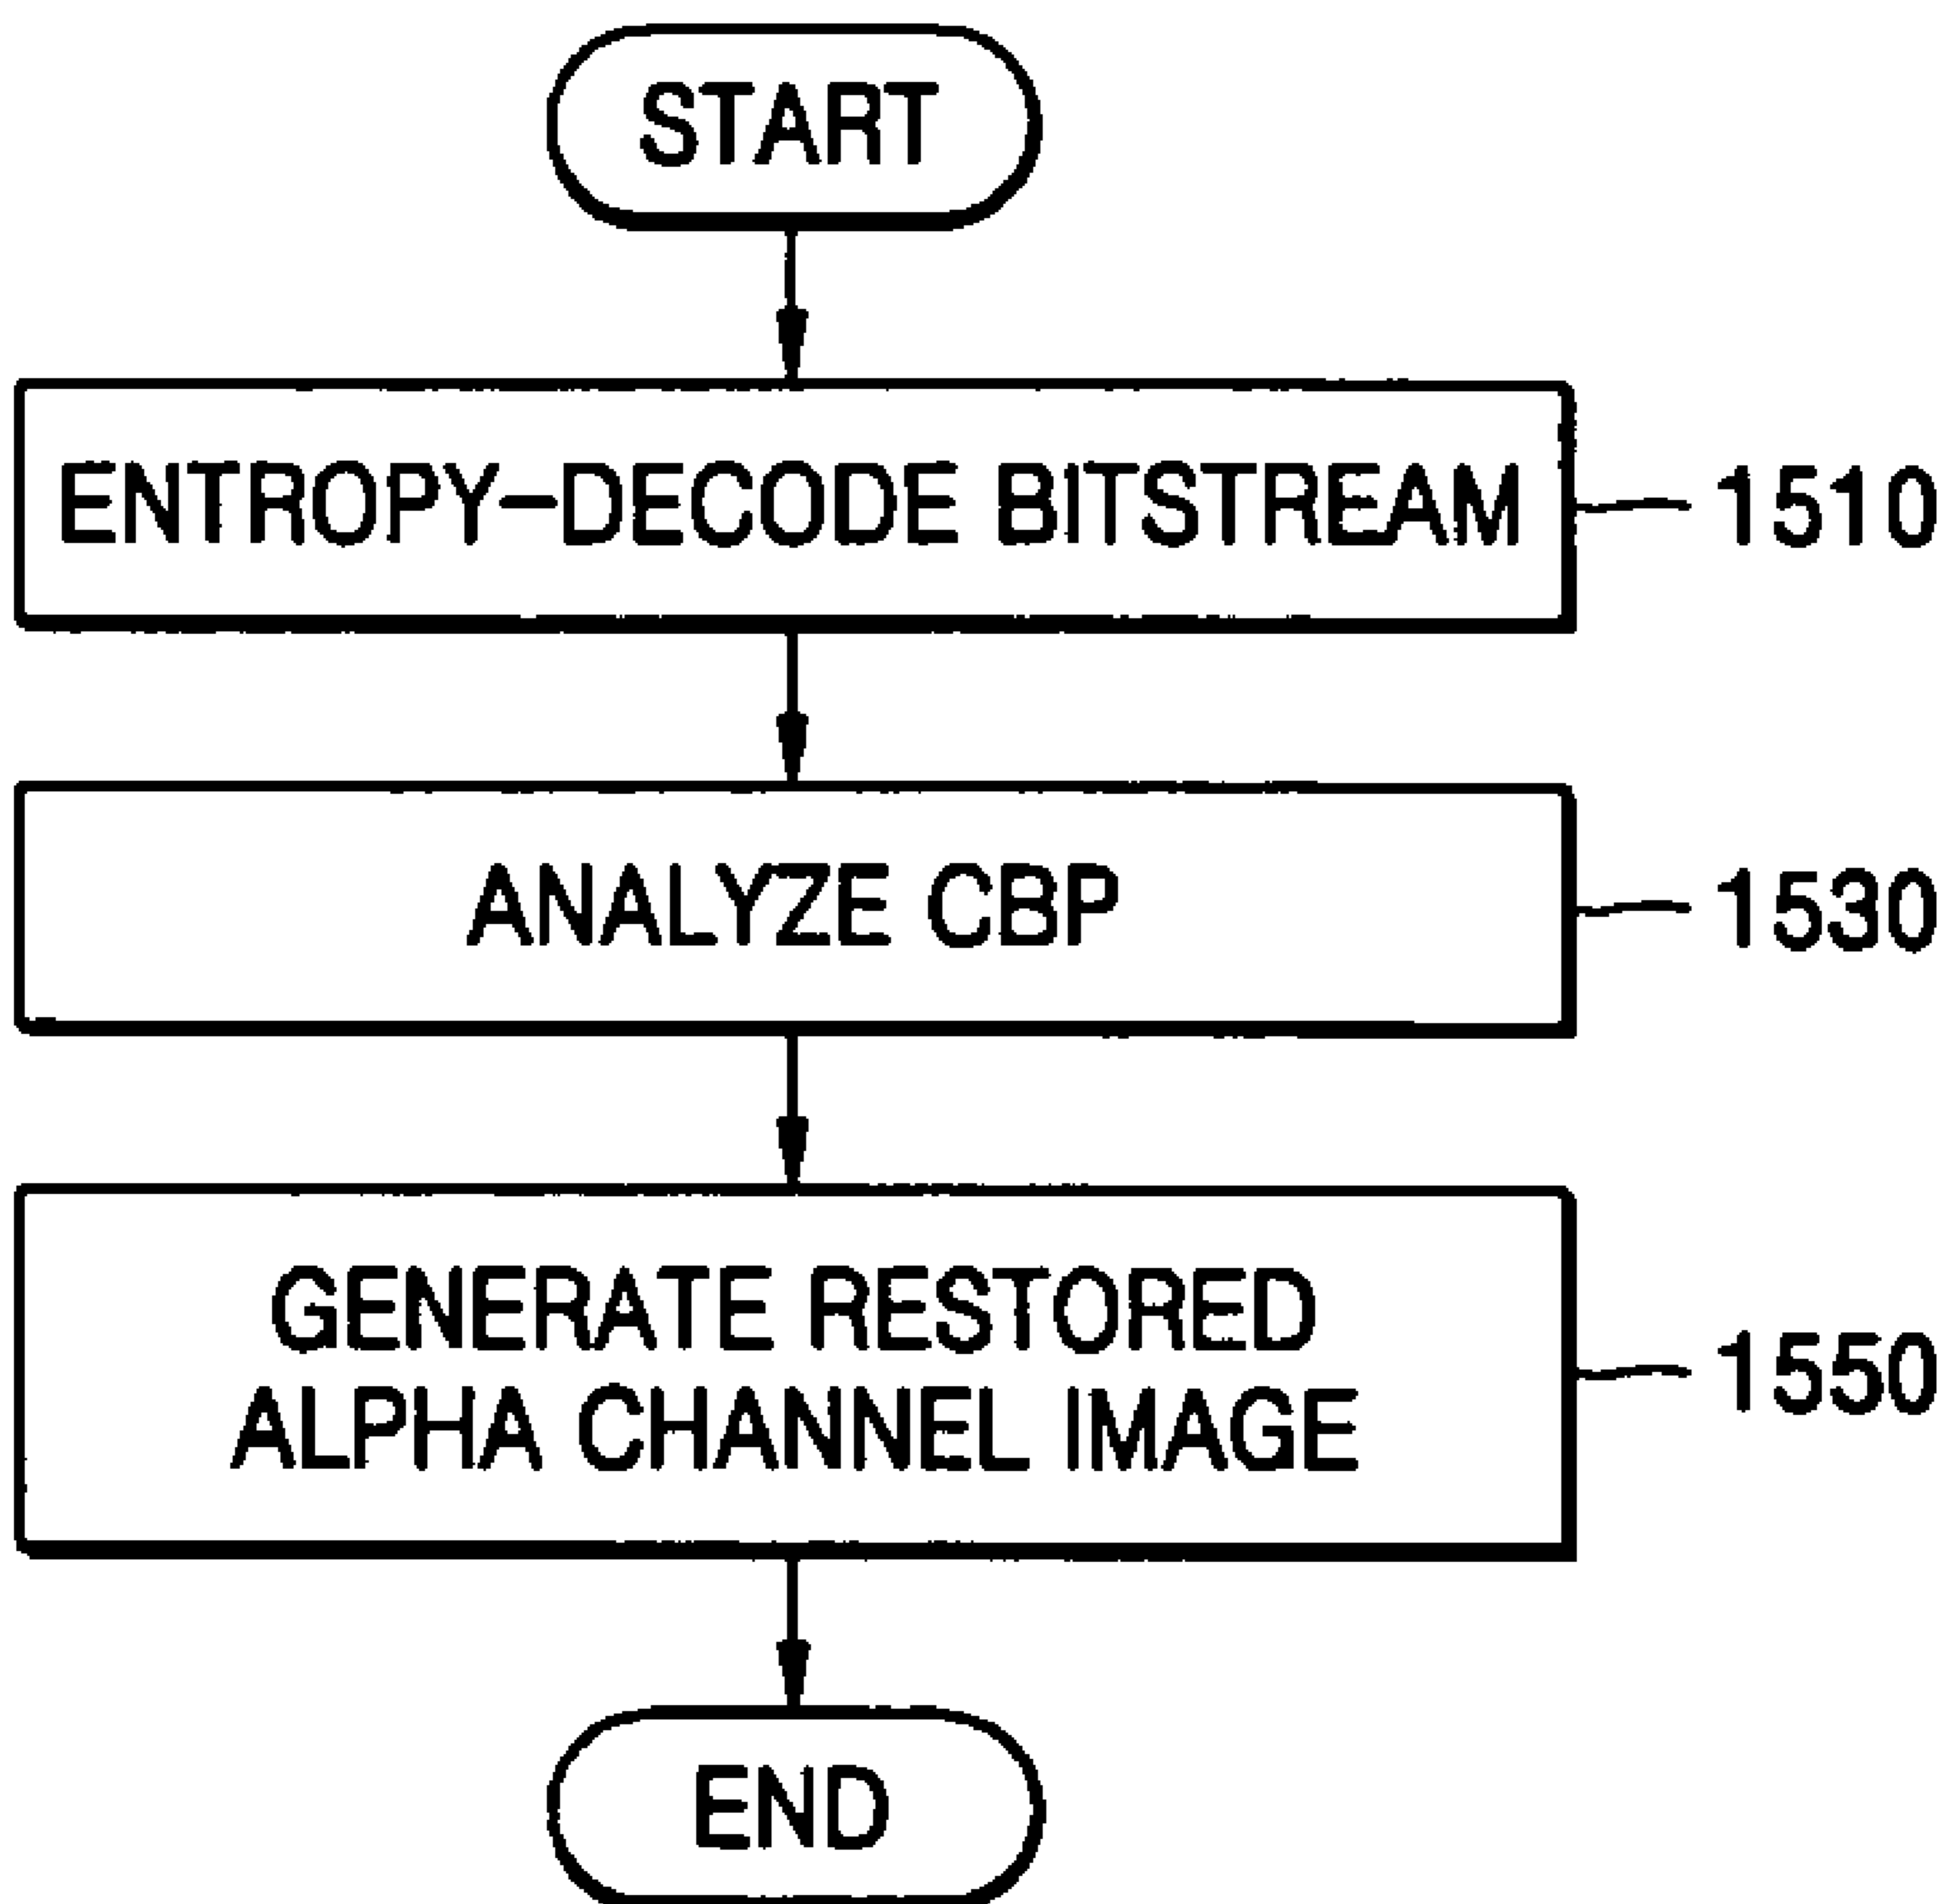 START
ENTROPY-DECODE BITSTREAM
1510
ANALYZE CBP
1530
GENERATE RESTORED
ALPHA CHANNEL IMAGE
1550
END